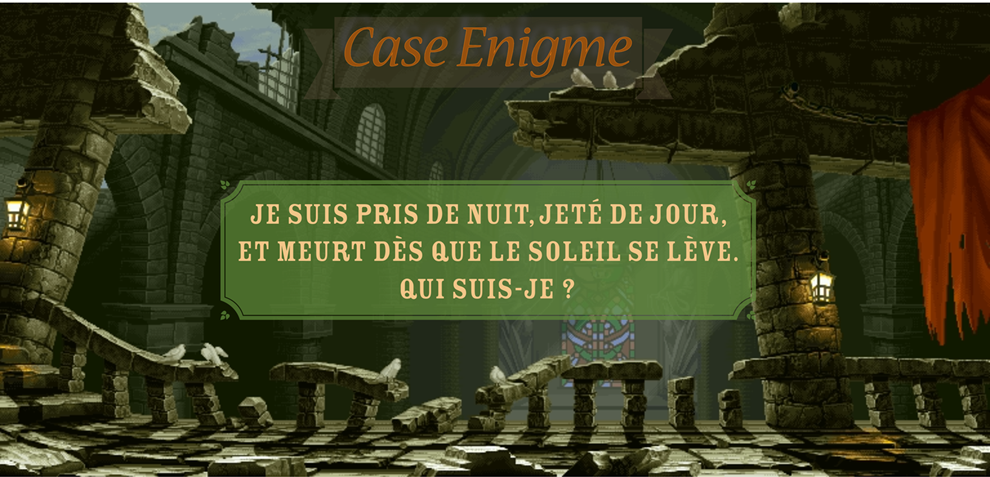 Case Enigme
JE SUIS PRIS DE NUIT, JETÉ DE JOUR,
ET MEURT DÈS QUE LE SOLEIL SE LÈVE.
QUI SUIS-JE ?